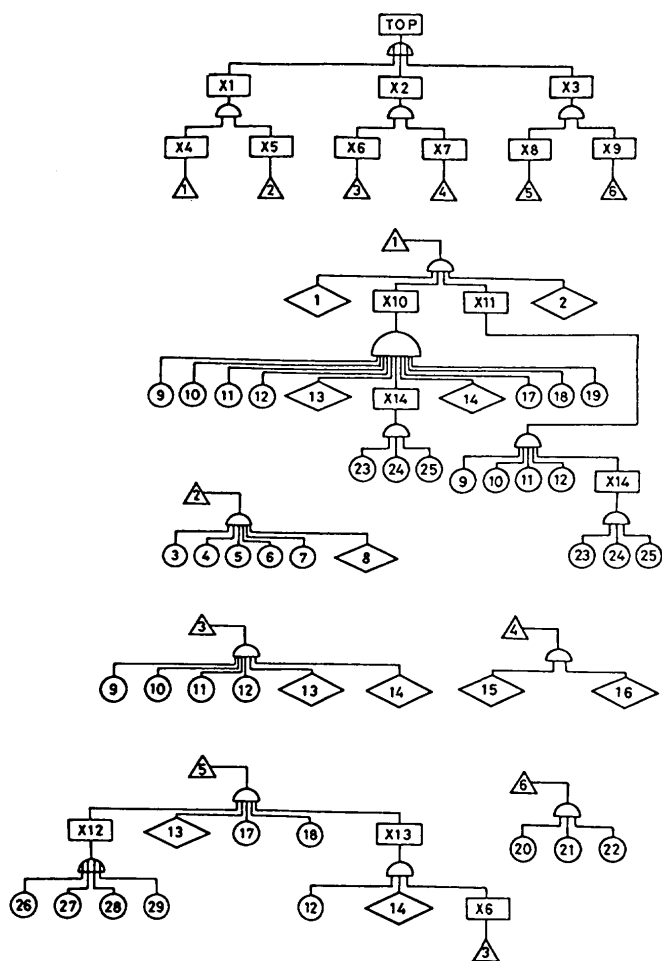 TOP
X1 X2 X3
X4 X5 X6 X7 X8 X9
1 2 3 4 5 6
1
1 X10 X11 2
9 10 11 12 13 X14 14 17 18 19
23 24 25 9 10 11 12 X14
2
3 4 5 6 7 8
23 24 25
3 4
9 10 11 12 13 14 15 16
5 6
X12 13 17 18 X13 20 21 22
26 27 28 29 12 14 X6
3